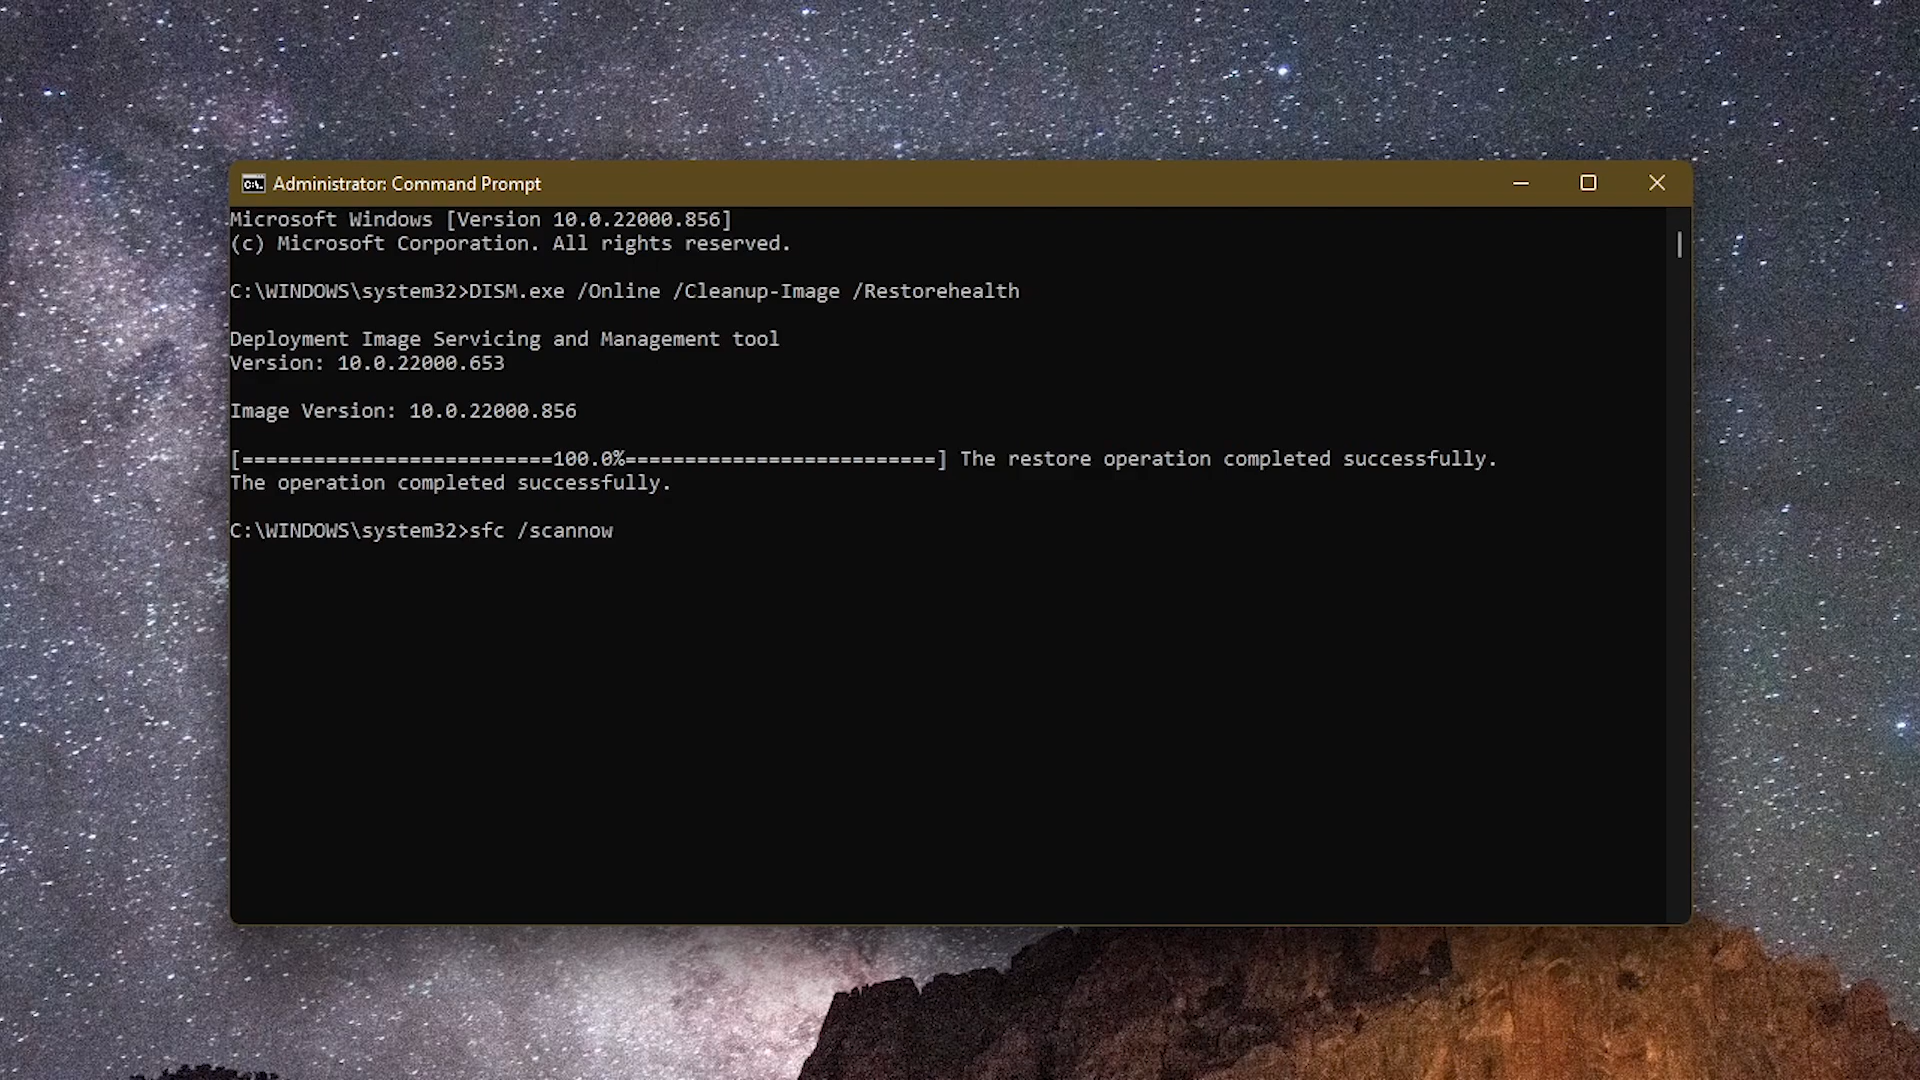 Administrator: Command Prompt
Microsoft Windows [Version 10.0.22000.856]
(c) Microsoft Corporation. All rights reserved.
C:\WINDOWS\system32>DISM.exe /Online /Cleanup-Image /Restorehealth
Deployment Image Servicing and Management tool
Version: 10.0.22000.653
Image Version: 10.0.22000.856
[==========================100.0%==========================] The restore operation completed successfully.
The operation completed successfully.
C:\WINDOWS\system32>sfc /scannow